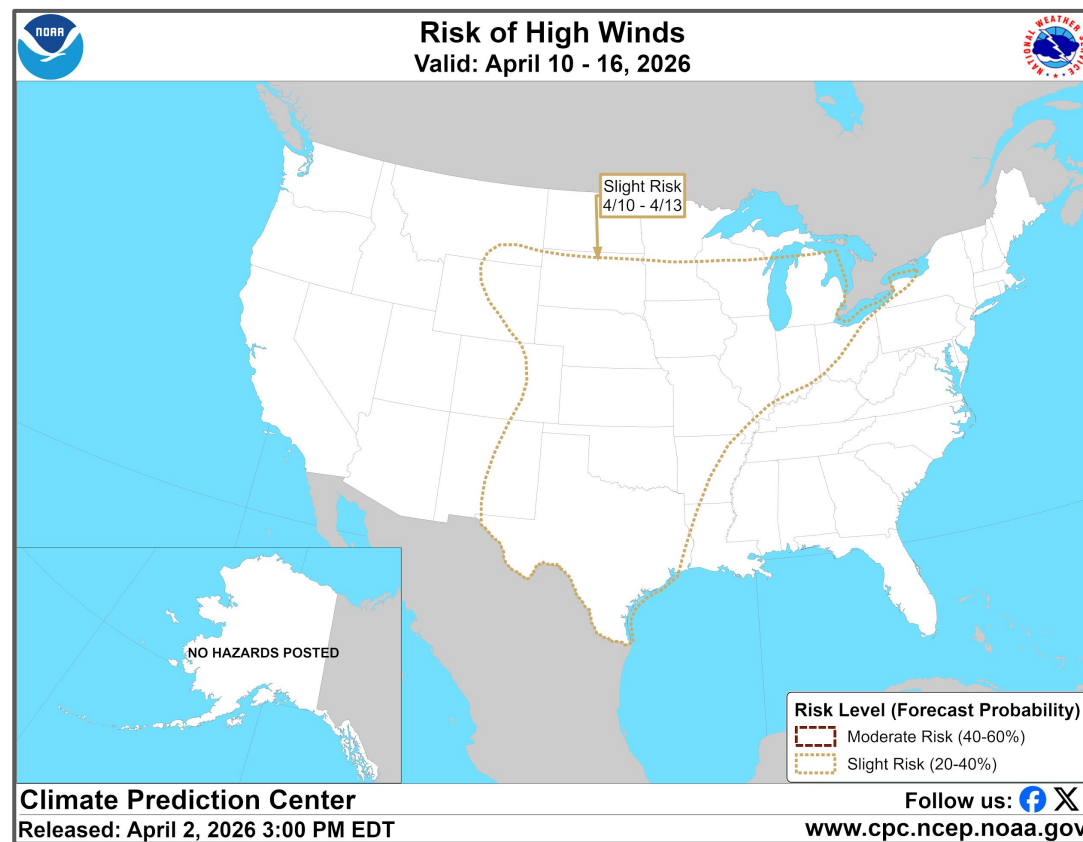 NOAA
Risk of High Winds
Valid: April 10 - 16, 2026
NATIONAL WEATHER SERVICE
Slight Risk
4/10 - 4/13
NO HAZARDS POSTED
Risk Level (Forecast Probability)
Moderate Risk (40-60%)
Slight Risk (20-40%)
Climate Prediction Center
Follow us:
Released: April 2, 2026 3:00 PM EDT
www.cpc.ncep.noaa.gov